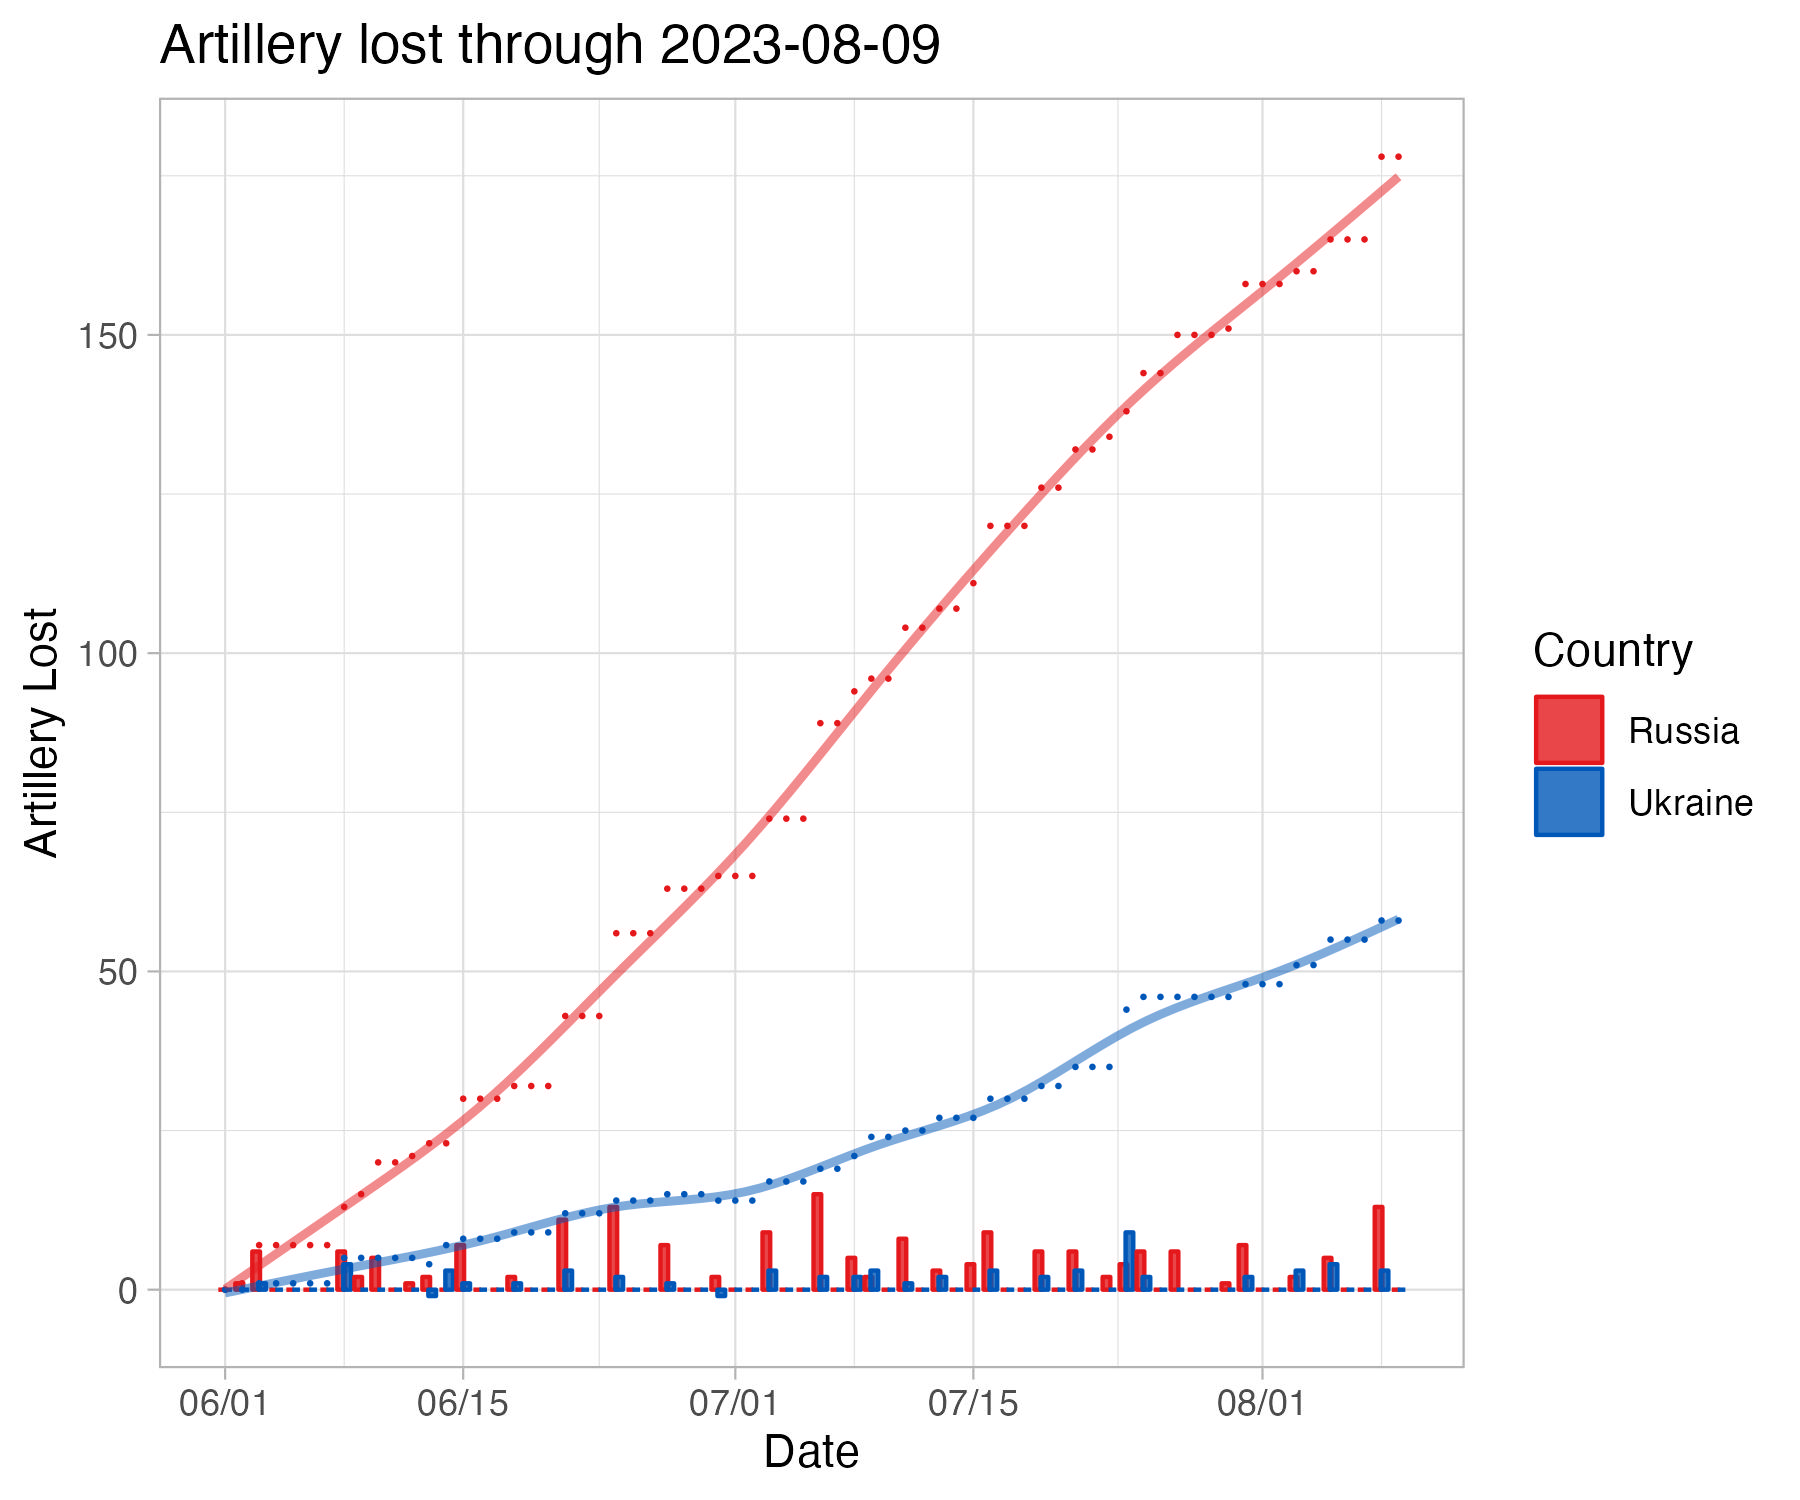 Artillery lost through 2023-08-09
Artillery Lost
150
100
50
0
06/01
06/15
07/01
07/15
08/01
Date
Country
Russia
Ukraine